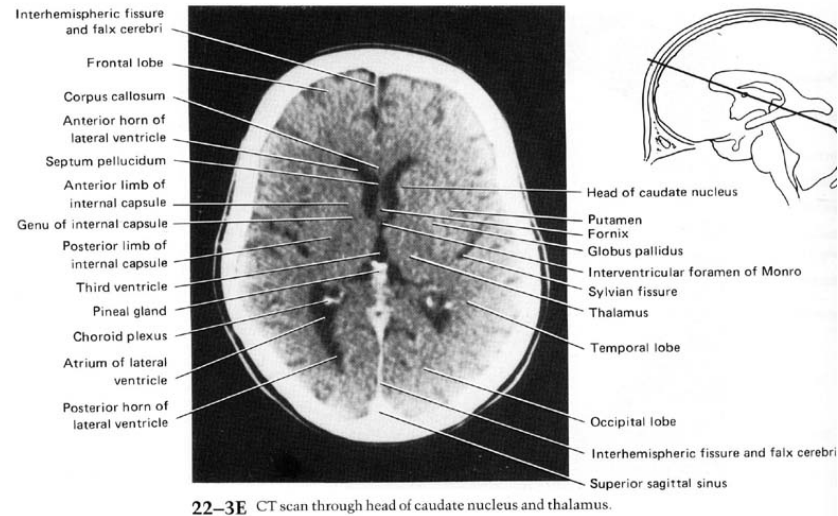 Interhemispheric fissure
and falx cerebri
Frontal lobe
Corpus callosum
Anterior horn of
lateral ventricle
Septum pellucidum
Anterior limb of
internal capsule
Genu of internal capsule
Posterior limb of
internal capsule
Third ventricle
Pineal gland
Choroid plexus
Atrium of lateral
ventricle
Posterior horn of
lateral ventricle
Head of caudate nucleus
Putamen
Fornix
Globus pallidus
Interventricular foramen of Monro
Sylvian fissure
Thalamus
Temporal lobe
Occipital lobe
Interhemispheric fissure and falx cerebri
Superior sagittal sinus
22–3E CT scan through head of caudate nucleus and thalamus.